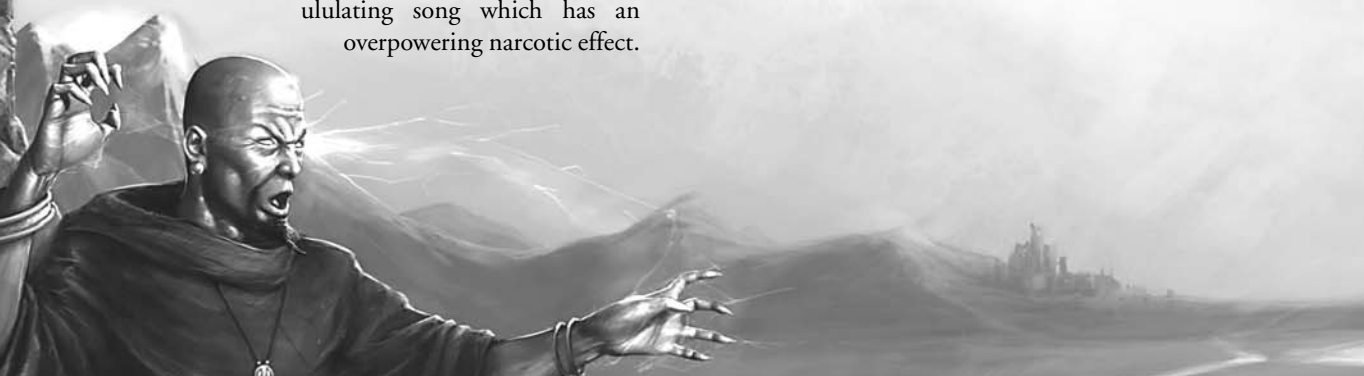 ululating song which has an
overpowering narcotic effect.